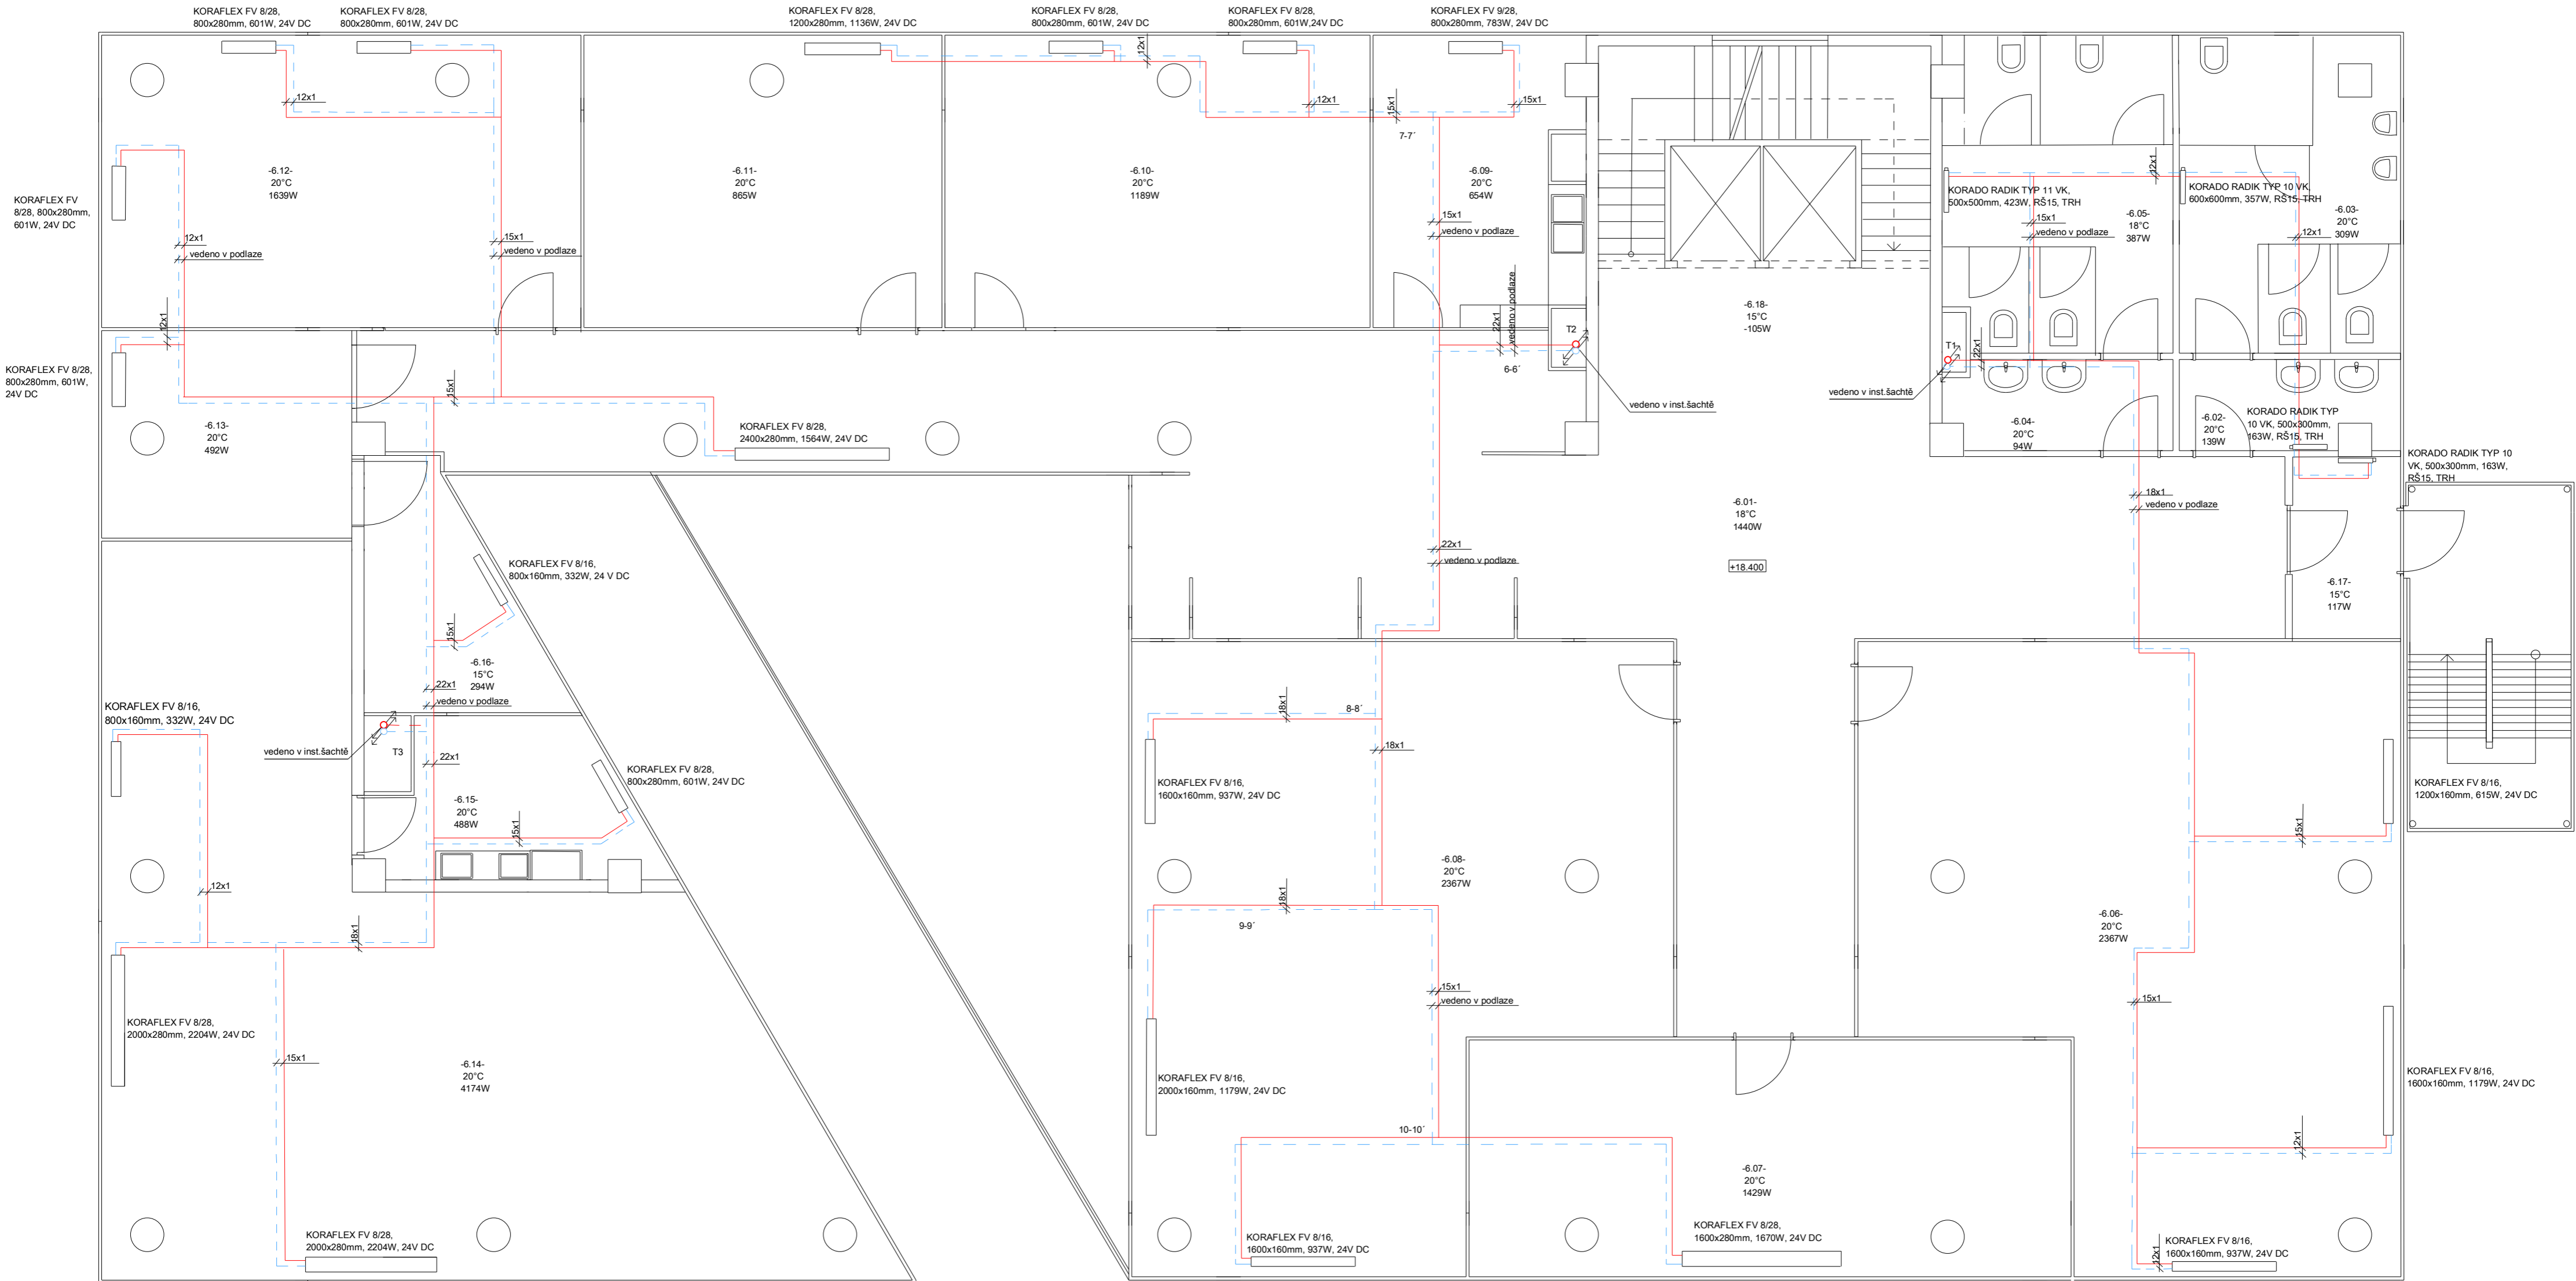 KORAFLEX FV 8/28,
800x280mm, 601W, 24V DC
KORAFLEX FV 8/28,
800x280mm, 601W, 24V DC
KORAFLEX FV 8/28,
1200x280mm, 1136W, 24V DC
KORAFLEX FV 8/28,
800x280mm, 601W, 24V DC
KORAFLEX FV 8/28,
800x280mm, 601W,24V DC
KORAFLEX FV 9/28,
800x280mm, 783W, 24V DC
12x1
12x1
12x1
15x1
15x1
7-7´
-6.12-
20°C
1639W
-6.11-
20°C
865W
-6.10-
20°C
1189W
-6.09-
20°C
654W
KORAFLEX FV
8/28, 800x280mm,
601W, 24V DC
12x1
vedeno v podlaze
15x1
vedeno v podlaze
15x1
vedeno v podlaze
12x1
KORADO RADIK TYP 11 VK,
500x500mm, 423W, RŠ15, TRH
KORADO RADIK TYP 10 VK,
600x600mm, 357W, RŠ15, TRH
15x1
vedeno v podlaze
-6.05-
18°C
387W
-6.03-
20°C
309W
12x1
12x1
22x1
vedeno v podlaze
6-6´
T2
-6.18-
15°C
-105W
T1
22x1
vedeno v inst.šachtě
vedeno v inst.šachtě
KORAFLEX FV 8/28,
800x280mm, 601W,
24V DC
15x1
-6.13-
20°C
492W
KORAFLEX FV 8/28,
2400x280mm, 1564W, 24V DC
-6.04-
20°C
94W
-6.02-
20°C
139W
KORADO RADIK TYP
10 VK, 500x300mm,
163W, RŠ15, TRH
KORADO RADIK TYP 10
VK, 500x300mm, 163W,
RŠ15, TRH
18x1
vedeno v podlaze
-6.01-
18°C
1440W
+18.400
22x1
vedeno v podlaze
KORAFLEX FV 8/16,
800x160mm, 332W, 24 V DC
15x1
-6.17-
15°C
117W
-6.16-
15°C
294W
22x1
vedeno v podlaze
KORAFLEX FV 8/16,
800x160mm, 332W, 24V DC
vedeno v inst.šachtě
T3
22x1
18x1
8-8´
18x1
KORAFLEX FV 8/28,
800x280mm, 601W, 24V DC
-6.15-
20°C
488W
15x1
KORAFLEX FV 8/16,
1600x160mm, 937W, 24V DC
KORAFLEX FV 8/16,
1200x160mm, 615W, 24V DC
15x1
-6.08-
20°C
2367W
12x1
18x1
18x1
9-9´
-6.06-
20°C
2367W
15x1
vedeno v podlaze
15x1
KORAFLEX FV 8/28,
2000x280mm, 2204W, 24V DC
15x1
-6.14-
20°C
4174W
KORAFLEX FV 8/16,
2000x160mm, 1179W, 24V DC
KORAFLEX FV 8/16,
1600x160mm, 1179W, 24V DC
10-10´
12x1
-6.07-
20°C
1429W
KORAFLEX FV 8/28,
2000x280mm, 2204W, 24V DC
KORAFLEX FV 8/16,
1600x160mm, 937W, 24V DC
KORAFLEX FV 8/28,
1600x280mm, 1670W, 24V DC
12x1
KORAFLEX FV 8/16,
1600x160mm, 937W, 24V DC